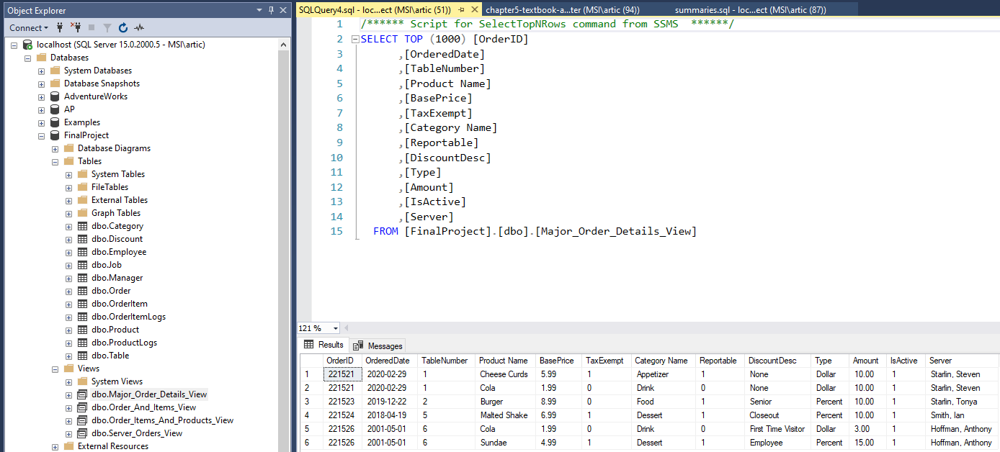 Object Explorer
Connect
localhost (SQL Server 15.0.2000.5 - MSI\artic)
Databases
System Databases
Database Snapshots
AdventureWorks
AP
Examples
FinalProject
Database Diagrams
Tables
System Tables
FileTables
External Tables
Graph Tables
dbo.Category
dbo.Discount
dbo.Employee
dbo.Job
dbo.Manager
dbo.Order
dbo.OrderItem
dbo.OrderItemLogs
dbo.Product
dbo.ProductLogs
dbo.Table
Views
System Views
dbo.Major_Order_Details_View
dbo.Order_And_Items_View
dbo.Order_Items_And_Products_View
dbo.Server_Orders_View
External Resources
SQLQuery4.sql - loc...ect (MSI\artic (51)) chapter5-textbook-a...ter (MSI\artic (94)) summaries.sql - loc...ect (MSI\artic (87))
1 /****** Script for SelectTopNRows command from SSMS ******/
2 SELECT TOP (1000) [OrderID]
3 ,[OrderedDate]
4 ,[TableNumber]
5 ,[Product Name]
6 ,[BasePrice]
7 ,[TaxExempt]
8 ,[Category Name]
9 ,[Reportable]
10 ,[DiscountDesc]
11 ,[Type]
12 ,[Amount]
13 ,[IsActive]
14 ,[Server]
15 FROM [FinalProject].[dbo].[Major_Order_Details_View]
121 %
Results Messages
OrderID OrderedDate TableNumber Product Name BasePrice TaxExempt Category Name Reportable DiscountDesc Type Amount IsActive Server
1 221521 2020-02-29 1 Cheese Curds 5.99 1 Appetizer 1 None Dollar 10.00 1 Starlin, Steven
2 221521 2020-02-29 1 Cola 1.99 0 Drink 0 None Dollar 10.00 1 Starlin, Steven
3 221523 2019-12-22 2 Burger 8.99 0 Food 1 Senior Percent 10.00 1 Starlin, Tonya
4 221524 2018-04-19 5 Malted Shake 6.99 1 Dessert 1 Closeout Percent 10.00 1 Smith, Ian
5 221526 2001-05-01 6 Cola 1.99 0 Drink 0 First Time Visitor Dollar 3.00 1 Hoffman, Anthony
6 221526 2001-05-01 6 Sundae 4.99 1 Dessert 1 Employee Percent 15.00 1 Hoffman, Anthony